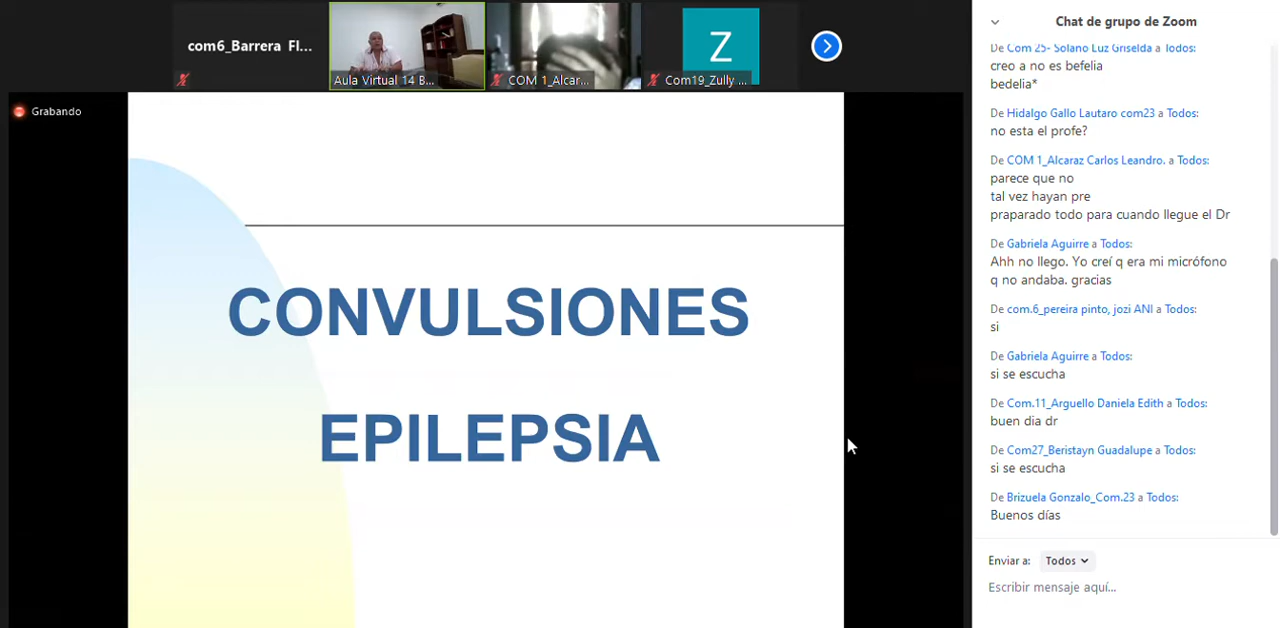 com6_Barrera Fl...
Aula Virtual 14 B...
COM 1_Alcar...
Z
Com19_Zully ...
Grabando
CONVULSIONES
EPILEPSIA
Chat de grupo de Zoom
De Com 25- Solano Luz Griselda a Todos:
creo a no es befelia
bedelia*
De Hidalgo Gallo Lautaro com23 a Todos:
no esta el profe?
De COM 1_Alcaraz Carlos Leandro. a Todos:
parece que no
tal vez hayan pre
praparado todo para cuando llegue el Dr
De Gabriela Aguirre a Todos:
Ahh no llego. Yo creí q era mi micrófono
q no andaba. gracias
De com.6_pereira pinto, jozi ANI a Todos:
si
De Gabriela Aguirre a Todos:
si se escucha
De Com.11_Arguello Daniela Edith a Todos:
buen dia dr
De Com27_Beristayn Guadalupe a Todos:
si se escucha
De Brizuela Gonzalo_Com.23 a Todos:
Buenos días
Enviar a: Todos
Escribir mensaje aquí...